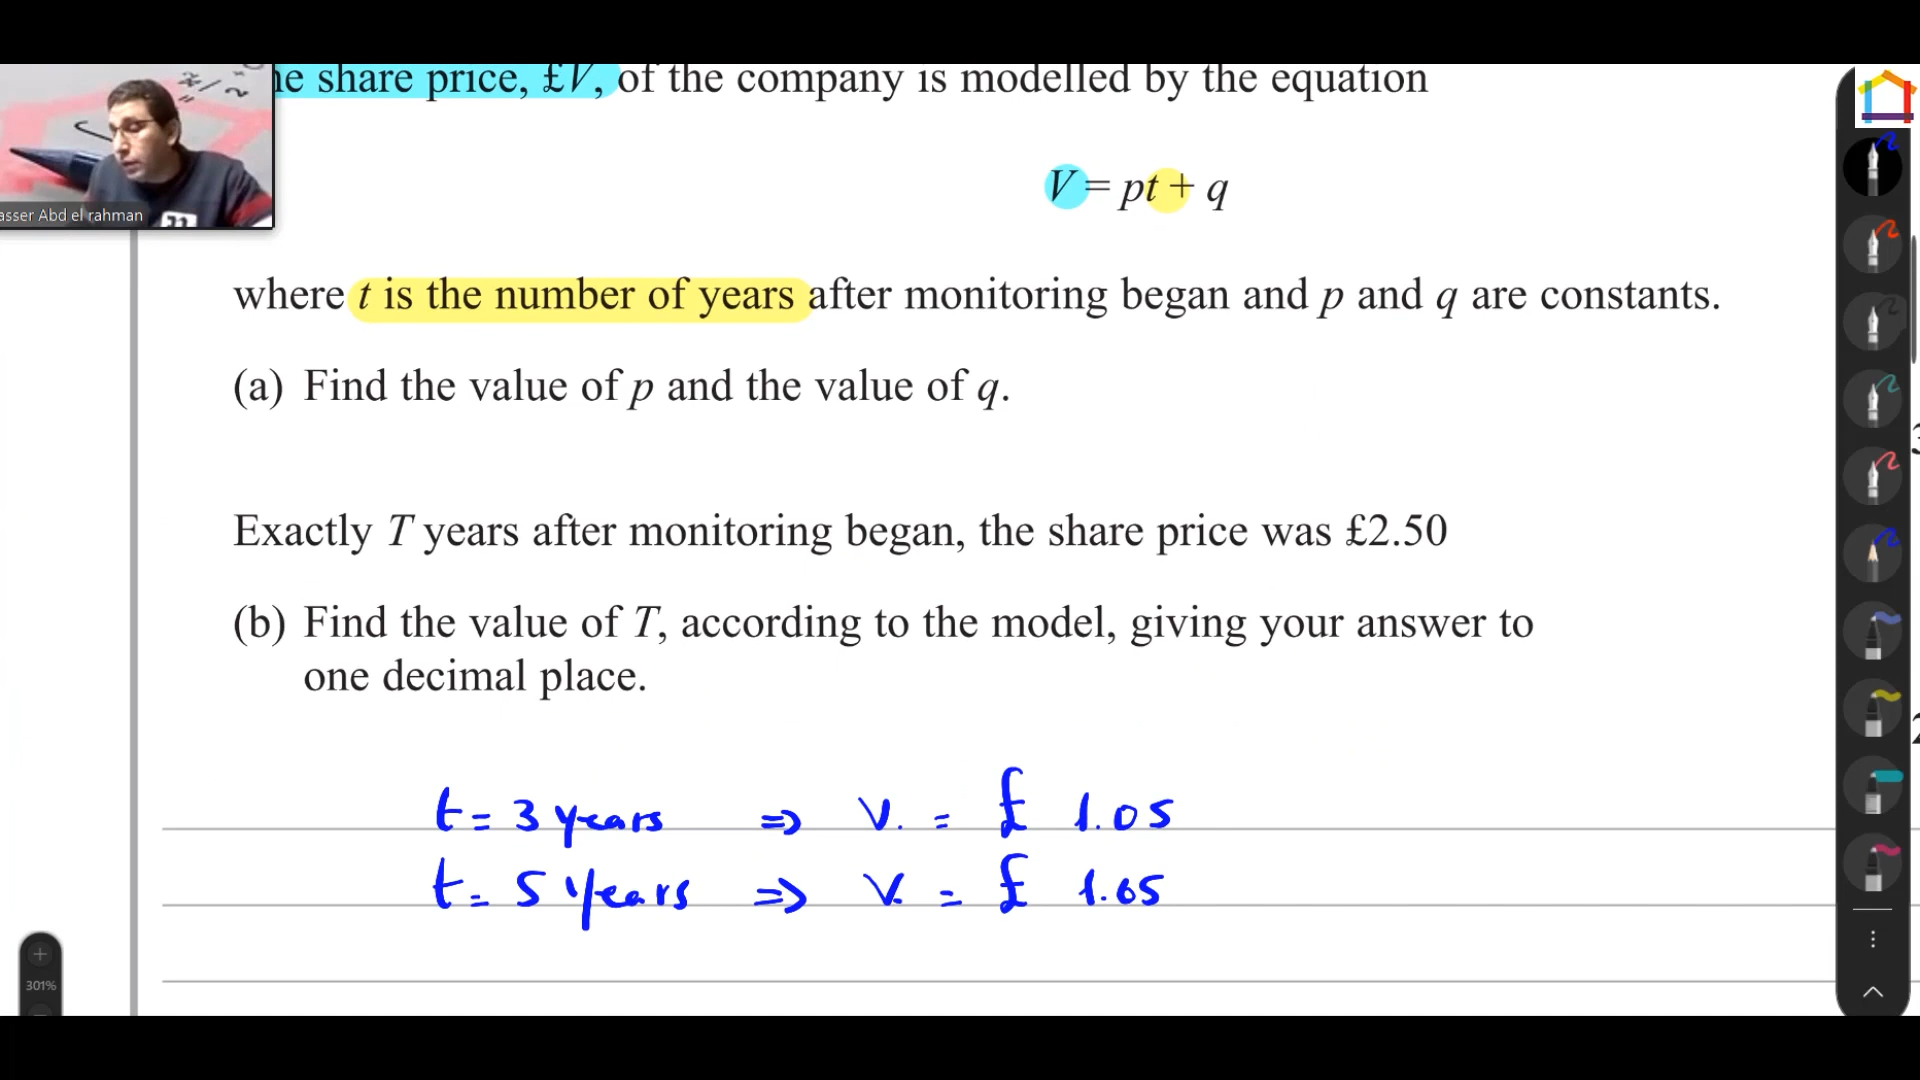 he share price, £V, of the company is modelled by the equation
V = pt + q
asser Abd el rahman
where t is the number of years after monitoring began and p and q are constants.
(a) Find the value of p and the value of q.
Exactly T years after monitoring began, the share price was £2.50
(b) Find the value of T, according to the model, giving your answer to
one decimal place.
t = 3 years ⇒ V. = £ 1.05
t = 5 years ⇒ V. = £ 1.65
301%